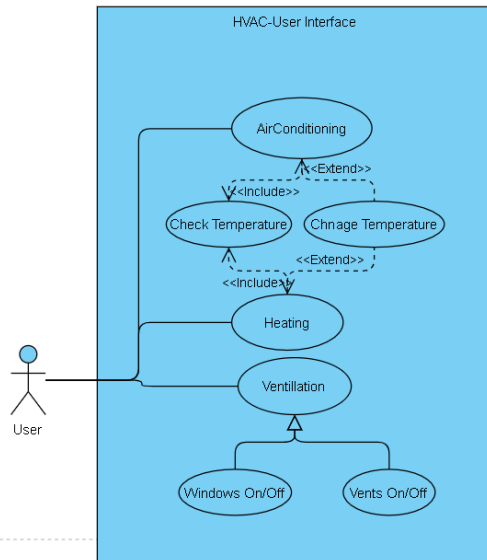 HVAC-User Interface
AirConditioning
<<Extend>>
<<Include>>
Check Temperature
Chnage Temperature
<<Extend>>
<<Include>>
Heating
Ventillation
User
Windows On/Off
Vents On/Off